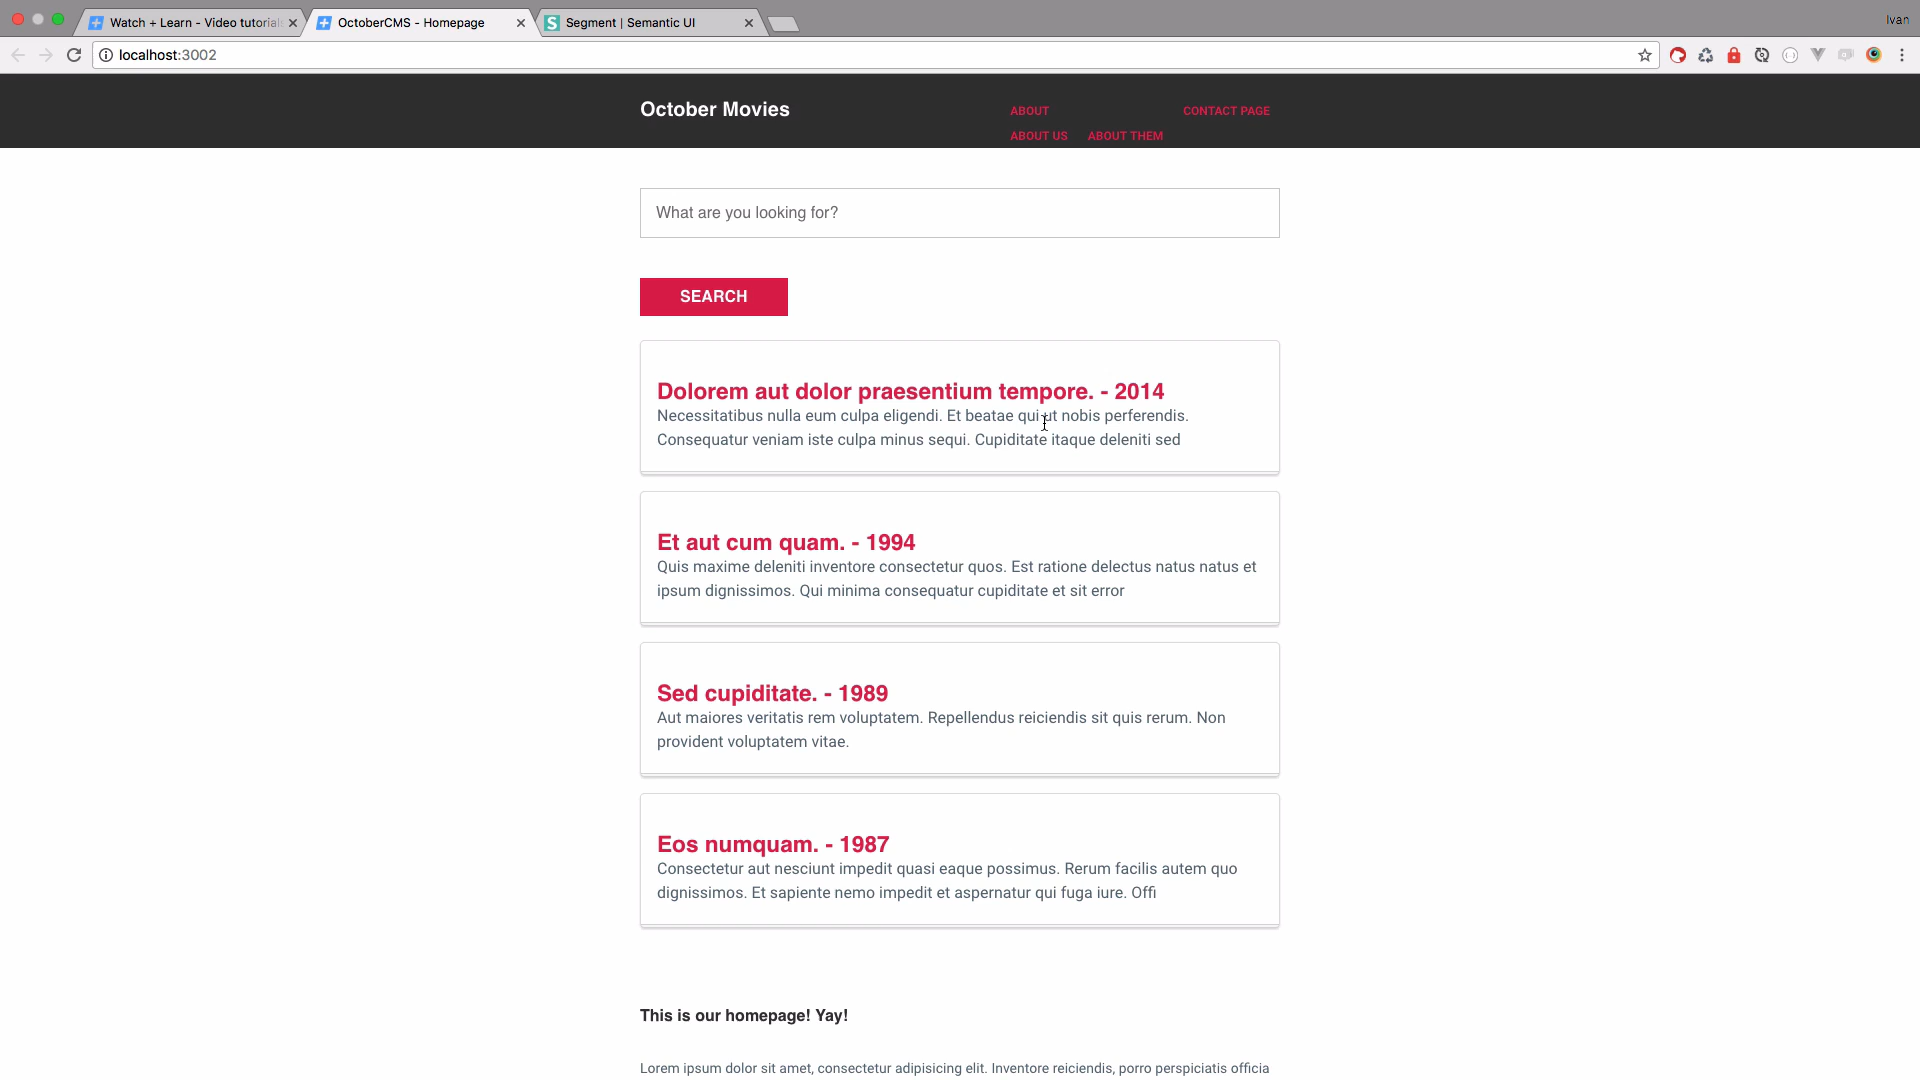 Watch + Learn - Video tutorials
OctoberCMS - Homepage
Segment | Semantic UI
Ivan
localhost:3002
October Movies
ABOUT
CONTACT PAGE
ABOUT US
ABOUT THEM
What are you looking for?
SEARCH
Dolorem aut dolor praesentium tempore. - 2014
Necessitatibus nulla eum culpa eligendi. Et beatae qui ut nobis perferendis.
Consequatur veniam iste culpa minus sequi. Cupiditate itaque deleniti sed
Et aut cum quam. - 1994
Quis maxime deleniti inventore consectetur quos. Est ratione delectus natus natus et
ipsum dignissimos. Qui minima consequatur cupiditate et sit error
Sed cupiditate. - 1989
Aut maiores veritatis rem voluptatem. Repellendus reiciendis sit quis rerum. Non
provident voluptatem vitae.
Eos numquam. - 1987
Consectetur aut nesciunt impedit quasi eaque possimus. Rerum facilis autem quo
dignissimos. Et sapiente nemo impedit et aspernatur qui fuga iure. Offi
This is our homepage! Yay!
Lorem ipsum dolor sit amet, consectetur adipisicing elit. Inventore reiciendis, porro perspiciatis officia